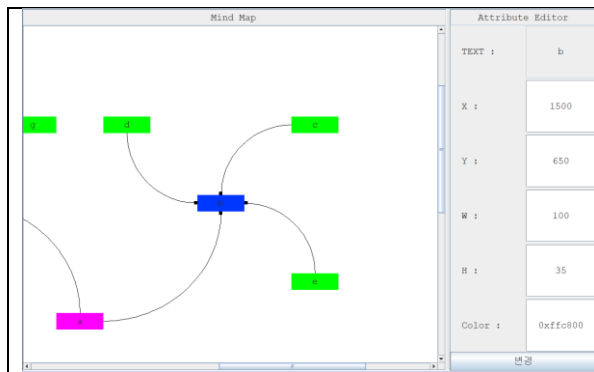 Mind Map
Attribute Editor
TEXT :
b
X :
1500
Y :
650
W :
100
H :
35
Color :
0xffc800
변경
g
d
c
e
a